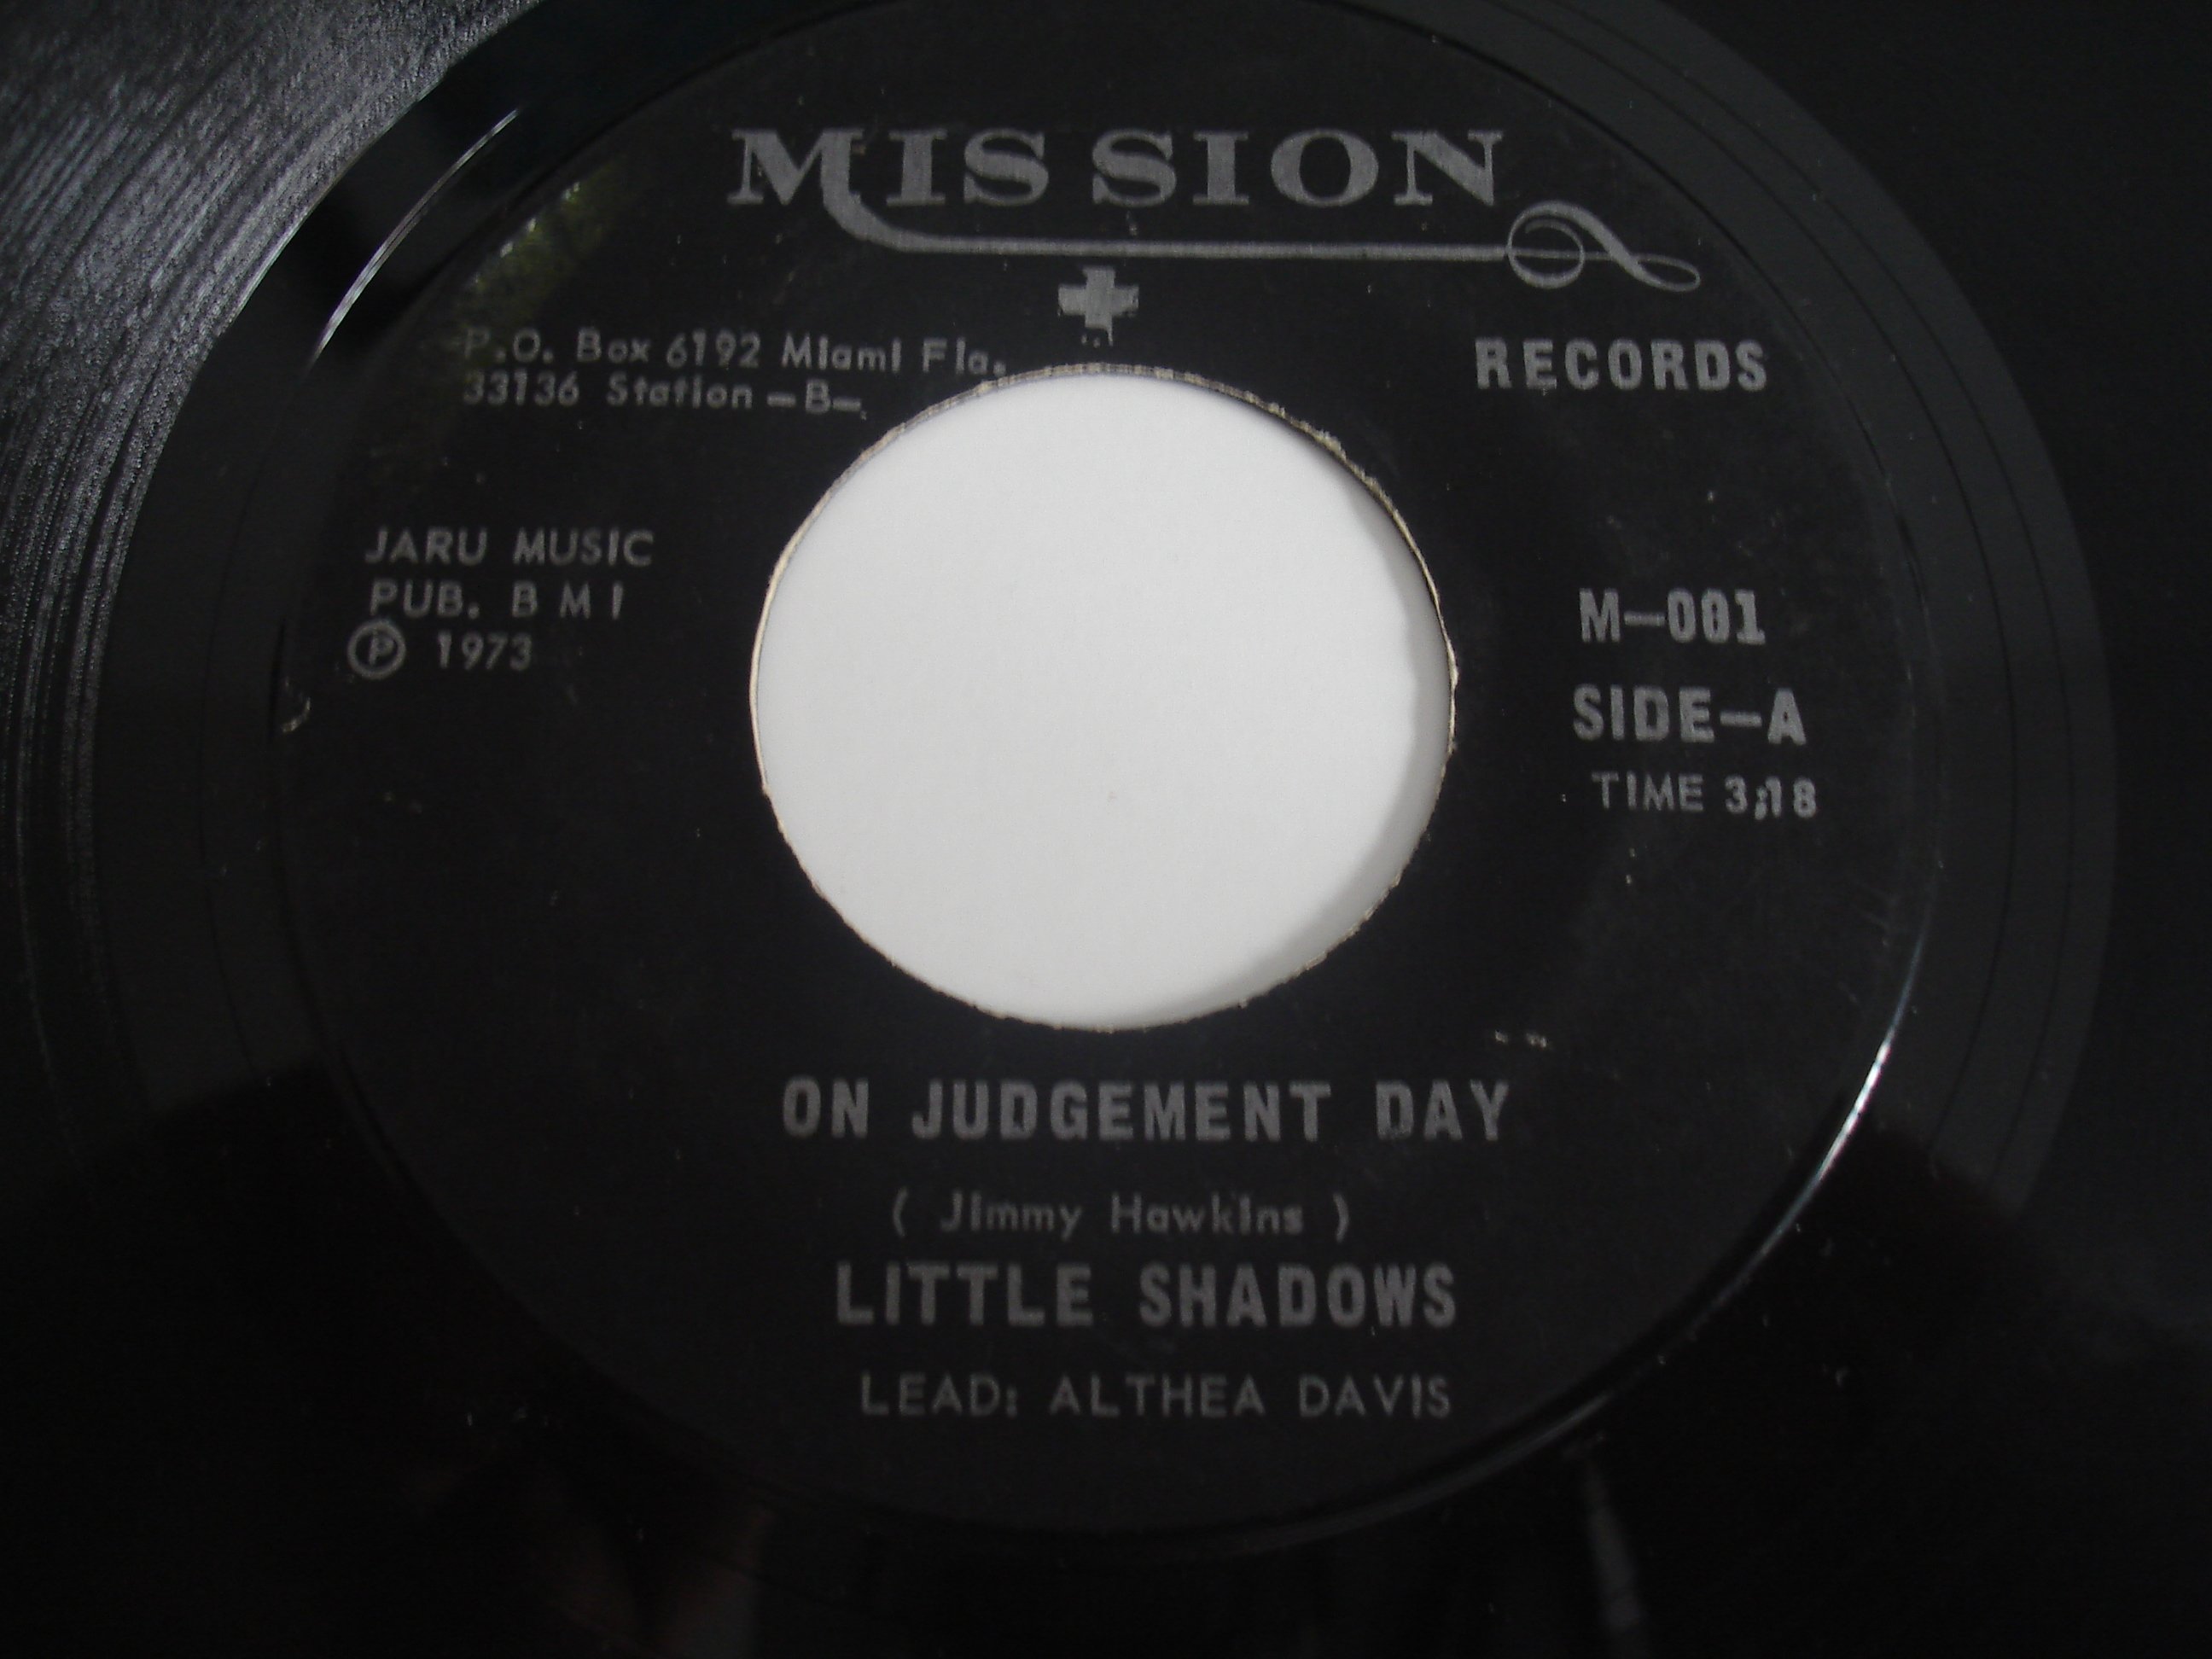 MISSION
RECORDS
P.O. Box 6192 Miami Fla.
33136 Station -B-
JARU MUSIC
PUB. B M I
Ⓟ 1973
M-001
SIDE-A
TIME 3;18
ON JUDGEMENT DAY
( Jimmy Hawkins )
LITTLE SHADOWS
LEAD: ALTHEA DAVIS